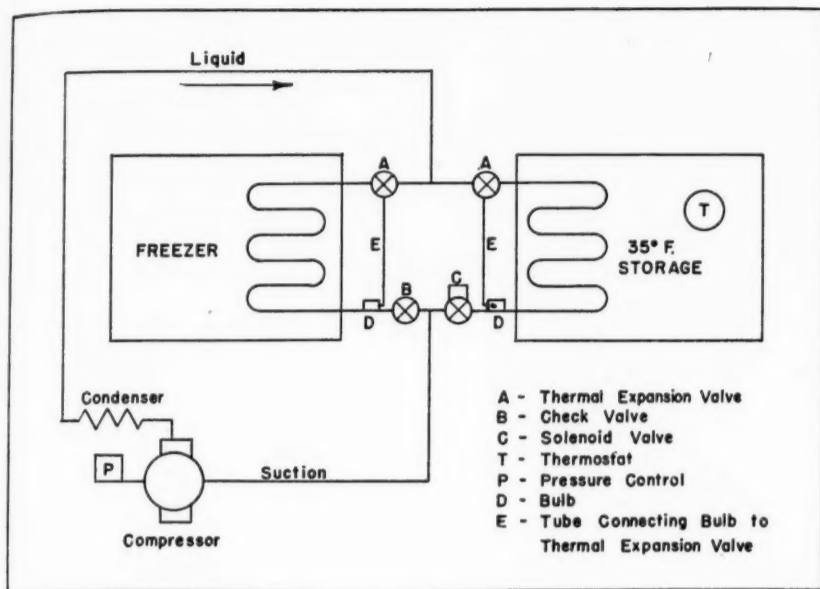 Liquid
A
A
FREEZER
E
E
T
35° F.
STORAGE
B
C
D
D
Condenser
P
Suction
Compressor
A - Thermal Expansion Valve
B - Check Valve
C - Solenoid Valve
T - Thermosfat
P - Pressure Control
D - Bulb
E - Tube Connecting Bulb to
Thermal Expansion Valve